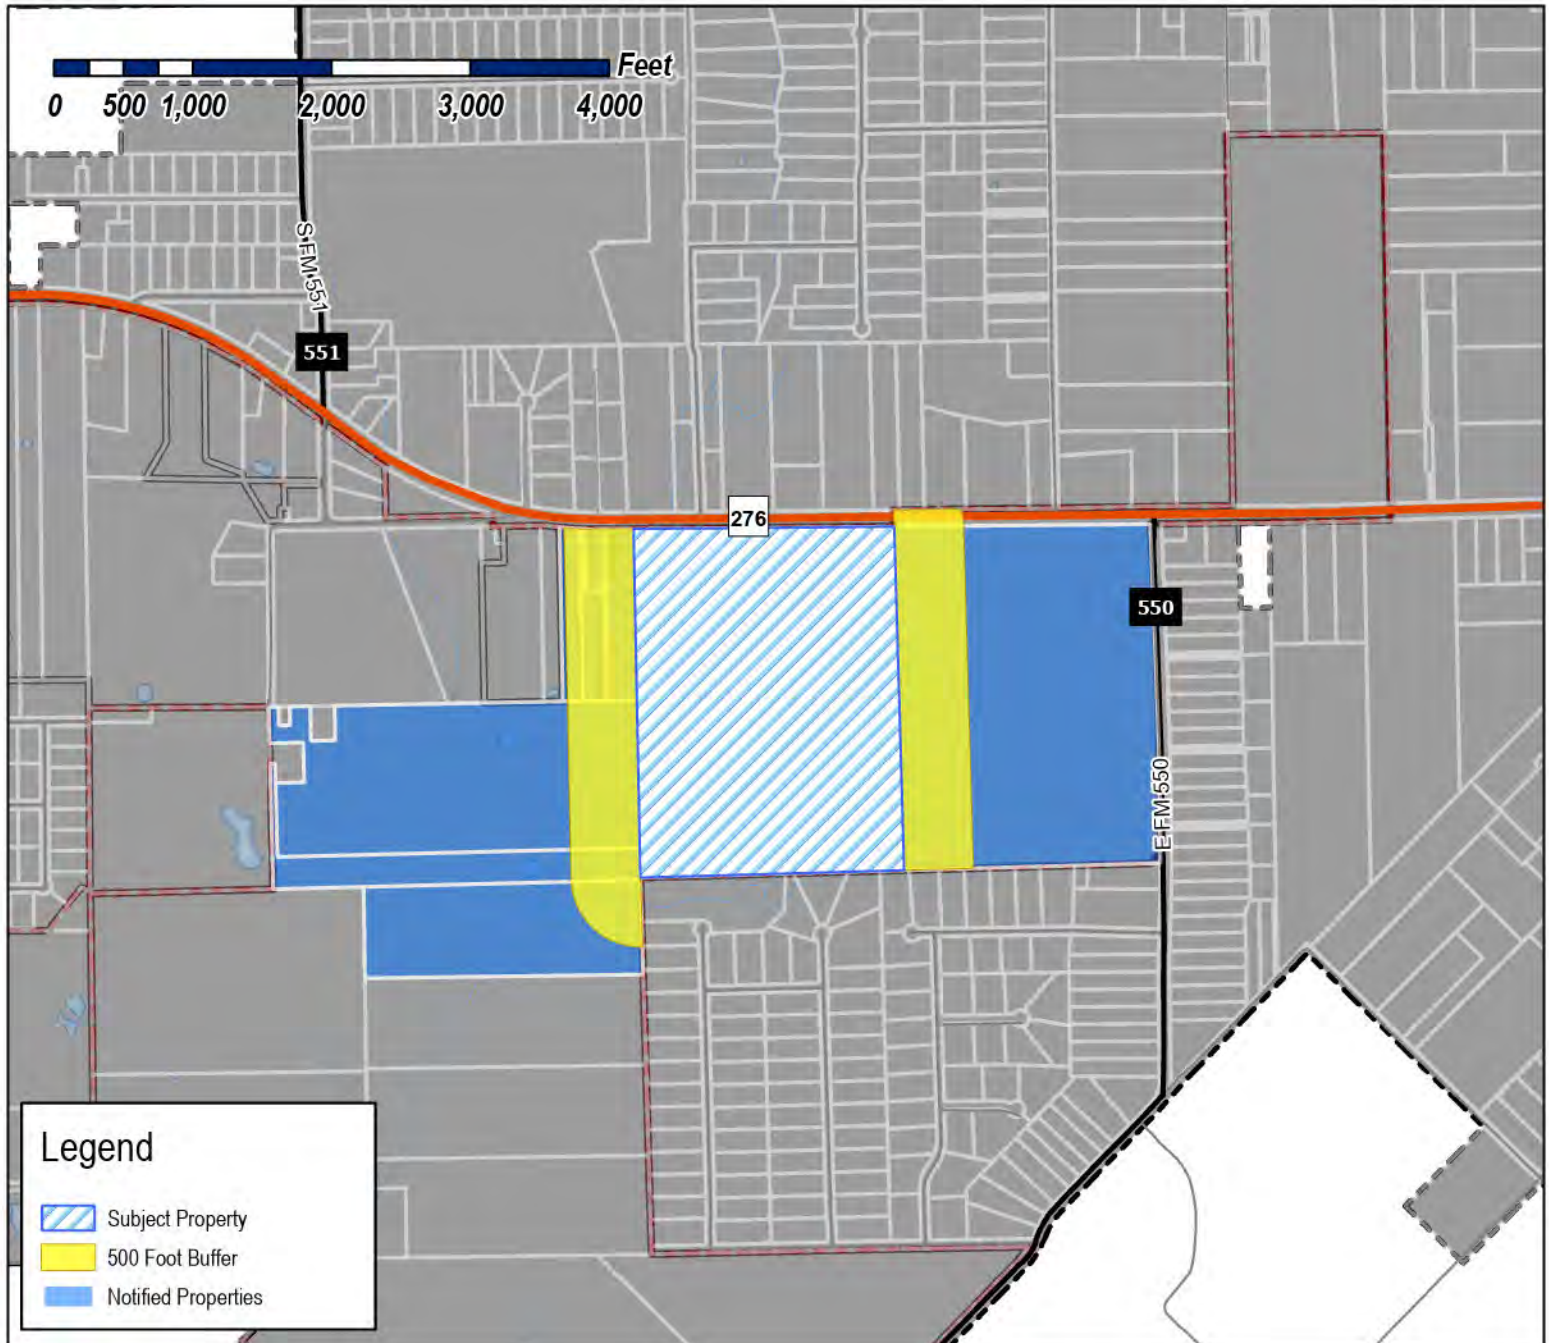 Feet
0 500 1,000 2,000 3,000 4,000
S FM 551
551
276
550
E FM 550
Legend
Subject Property
500 Foot Buffer
Notified Properties